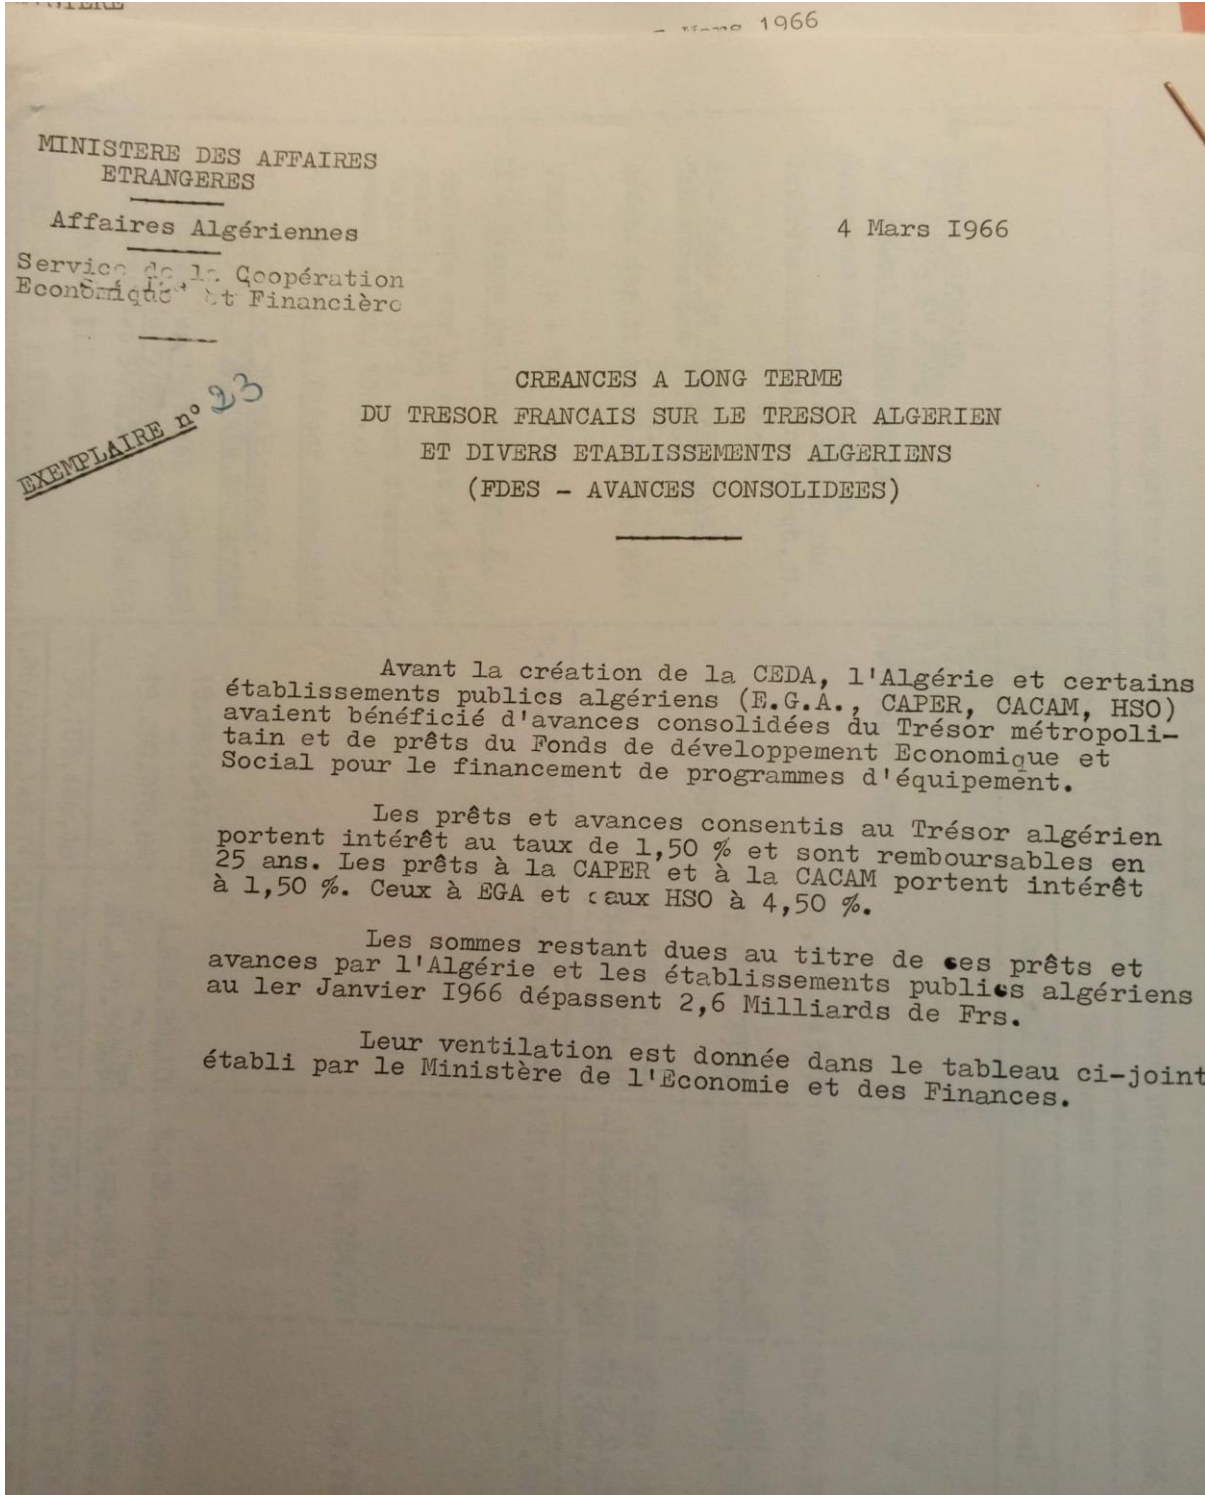 1966
MINISTERE DES AFFAIRES
ETRANGERES
Affaires Algériennes
4 Mars I966
Service de la Coopération
Economique et Financière
EXEMPLAIRE n° 23
CREANCES A LONG TERME
DU TRESOR FRANCAIS SUR LE TRESOR ALGERIEN
ET DIVERS ETABLISSEMENTS ALGERIENS
(FDES - AVANCES CONSOLIDEES)
Avant la création de la CEDA, l'Algérie et certains
établissements publics algériens (E.G.A., CAPER, CACAM, HSO)
avaient bénéficié d'avances consolidées du Trésor métropoli-
tain et de prêts du Fonds de développement Economique et
Social pour le financement de programmes d'équipement.
Les prêts et avances consentis au Trésor algérien
portent intérêt au taux de 1,50 % et sont remboursables en
25 ans. Les prêts à la CAPER et à la CACAM portent intérêt
à 1,50 %. Ceux à EGA et ceux HSO à 4,50 %.
Les sommes restant dues au titre de ces prêts et
avances par l'Algérie et les établissements publics algériens
au 1er Janvier I966 dépassent 2,6 Milliards de Frs.
Leur ventilation est donnée dans le tableau ci-joint
établi par le Ministère de l'Economie et des Finances.